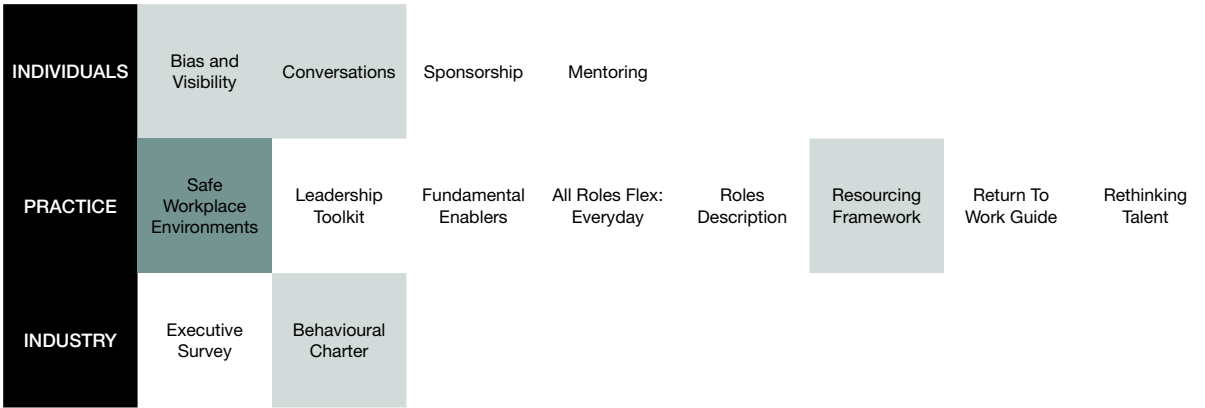 INDIVIDUALS
Bias and
Visibility
Conversations
Sponsorship
Mentoring
PRACTICE
Safe
Workplace
Environments
Leadership
Toolkit
Fundamental
Enablers
All Roles Flex:
Everyday
Roles
Description
Resourcing
Framework
Return To
Work Guide
Rethinking
Talent
INDUSTRY
Executive
Survey
Behavioural
Charter